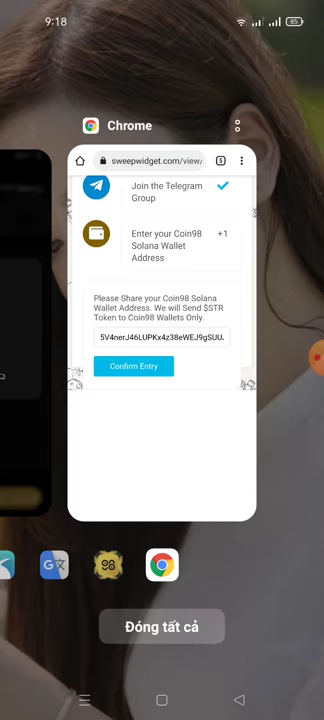 9:18
85
Chrome
sweepwidget.com/view/
5
Join the Telegram
Group
Enter your Coin98
Solana Wallet
Address
+1
Please Share your Coin98 Solana
Wallet Address. We will Send $STR
Token to Coin98 Wallets Only.
5V4nerJ46LUPKx4z38eWEJ9gSUU
Confirm Entry
98
Đóng tất cả